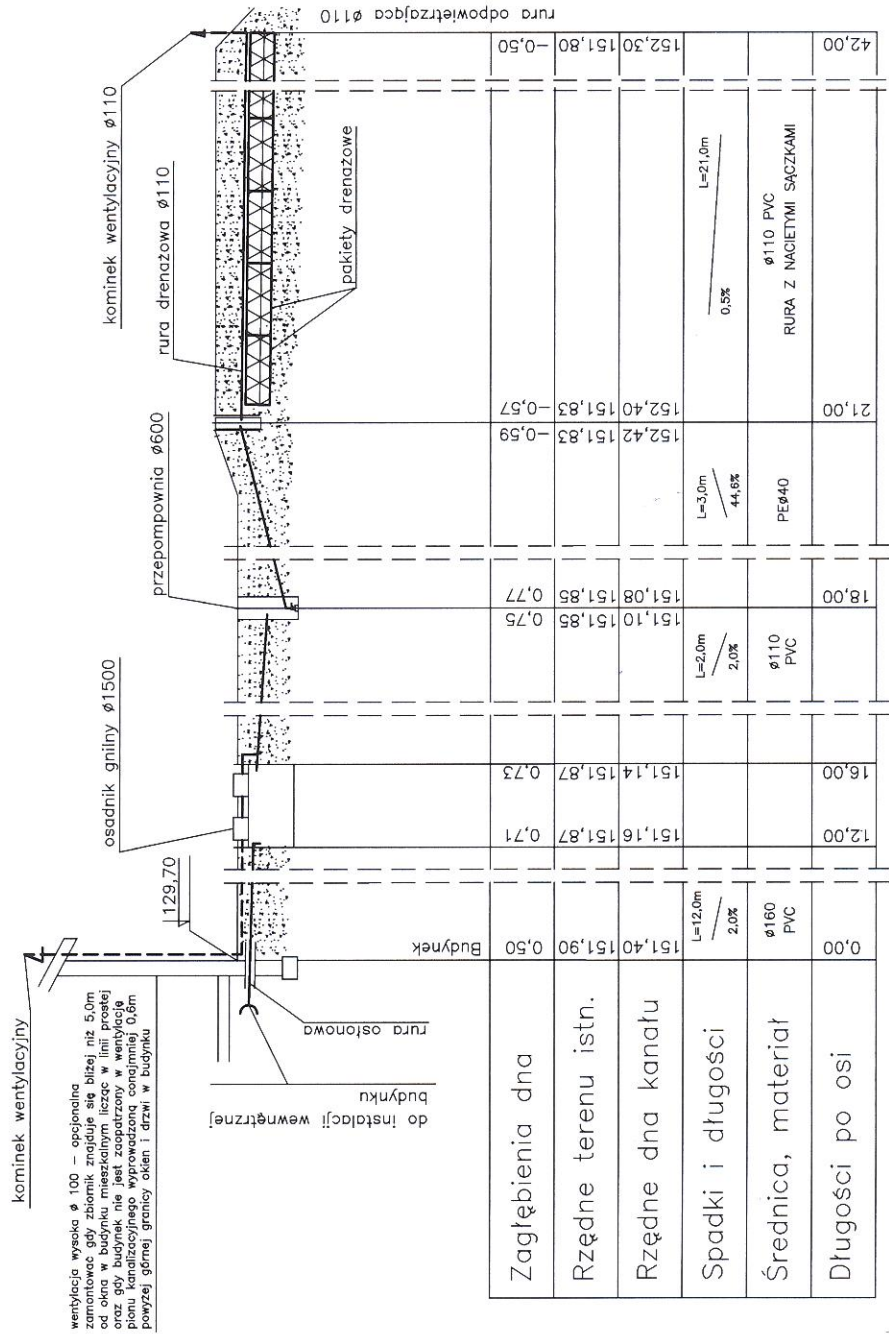 kominek wentylacyjny
wentylacja wysoka ø 100 – opcjonalna
zamontować gdy zbiornik znajduje się bliżej niż 5,0m
od okna w budynku mieszkalnym licząc w linii prostej
oraz gdy budynek nie jest zaopatrzony w wentylację
pionu kanalizacyjnego wyprowadzoną conajmniej 0,6m
powyżej górnej granicy okien i drzwi w budynku
do instalacji wewnętrznej
budynku
rura osłonowa
129,70
osadnik gnilny ø1500
przepompownia ø600
rura drenażowa ø110
kominek wentylacyjny ø110
pakiety drenażowe
rura odpowietrzająca ø110
Budynek
Zagłębienia dna
0,50
0,71
0,73
0,75
0,77
-0,59
-0,57
-0,50
Rzędne terenu istn.
151,90
151,87
151,87
151,85
151,85
151,83
151,83
151,80
Rzędne dna kanału
151,40
151,16
151,14
151,10
151,08
152,42
152,40
152,30
Spadki i długości
L=12,0m
2,0%
L=2,0m
2,0%
L=3,0m
44,6%
L=21,0m
0,5%
Średnica, materiał
ø160
PVC
ø110
PVC
PEø40
ø110 PVC
RURA Z NACIETYMI SĄCZKAMI
Długości po osi
0,00
12,00
16,00
18,00
21,00
42,00